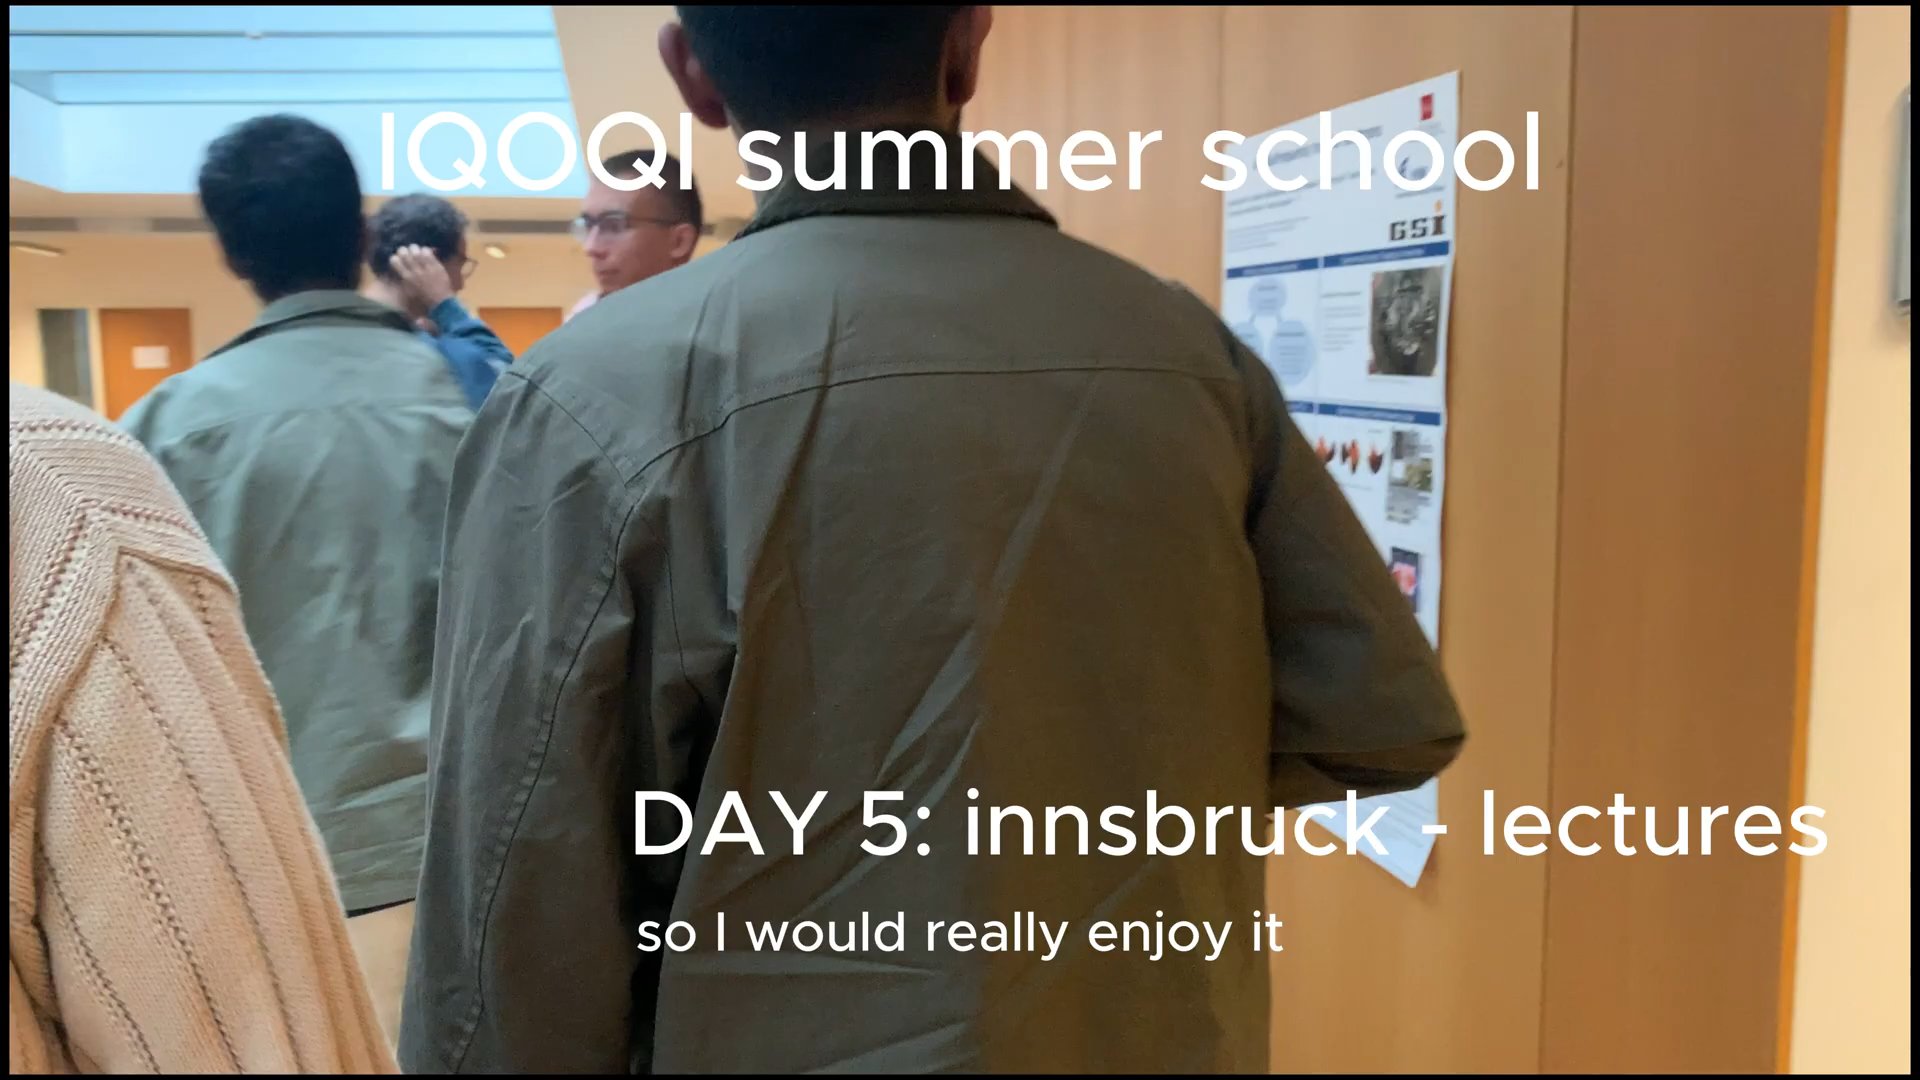 IQOQI summer school
GSI
DAY 5: innsbruck - lectures
so I would really enjoy it